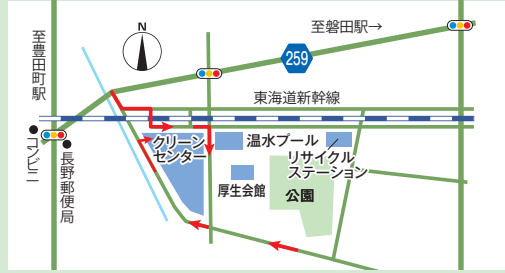 N
至磐田駅→
至豊田町駅
259
東海道新幹線
コンビニ
長野郵便局
クリーン
センター
温水プール
リサイクル
ステーション
厚生会館
公園